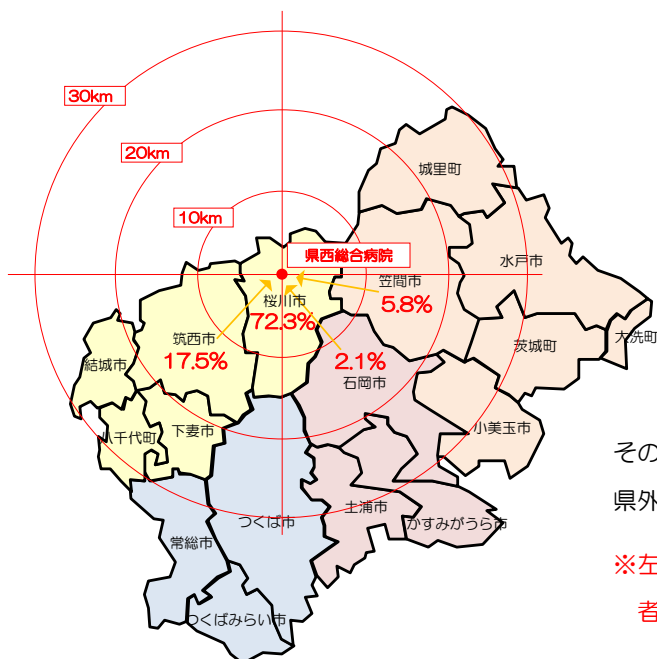 30km
20km
城里町
10km
県西総合病院
水戸市
笠間市
桜川市
5.8%
72.3%
筑西市
17.5%
2.1%
茨城町
大洗町
結城市
石岡市
小美玉市
八千代町
下妻市
その
県外
土浦市
つくば市
かすみがうら市
常総市
※左
者
つくばみらい市